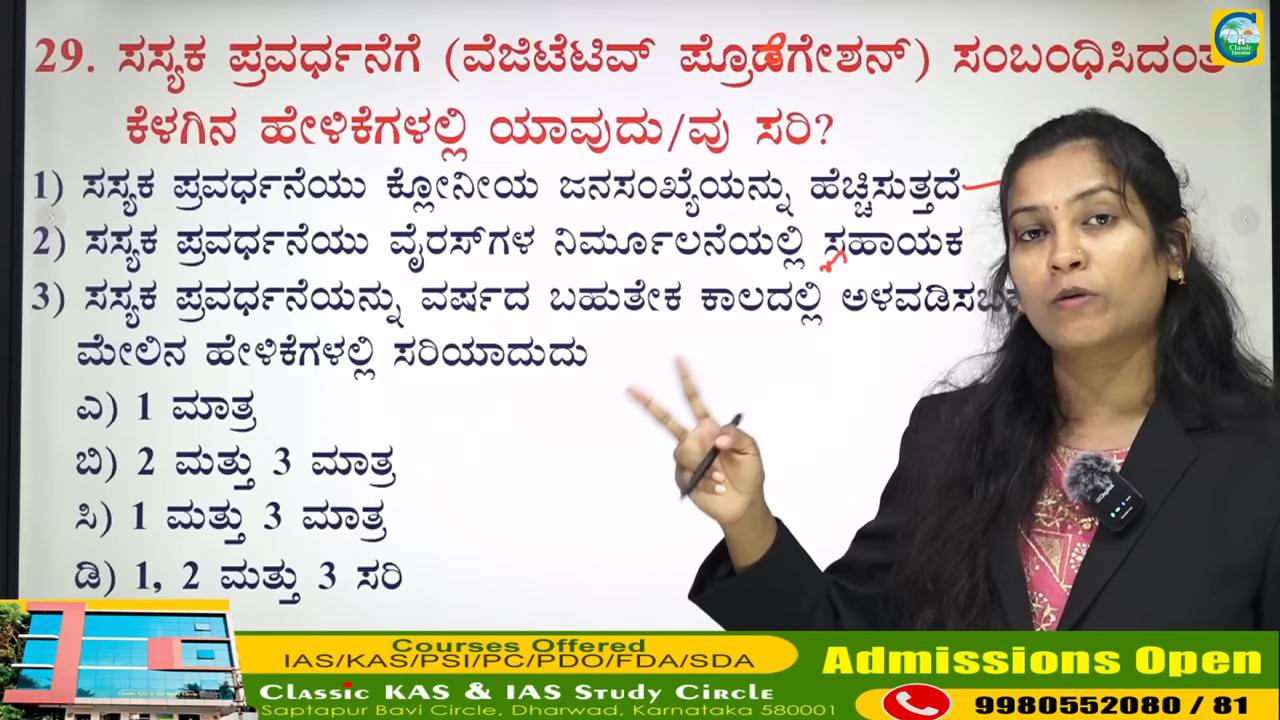 29. ಸಸ್ಯಕ ಪ್ರವರ್ಧನೆಗೆ (ವೆಜಿಟೆಟಿವ್ ಪ್ರೊಪೆಗೇಶನ್) ಸಂಬಂಧಿಸಿದಂತೆ
ಕೆಳಗಿನ ಹೇಳಿಕೆಗಳಲ್ಲಿ ಯಾವುದು/ವು ಸರಿ?
1) ಸಸ್ಯಕ ಪ್ರವರ್ಧನೆಯು ಕ್ಲೋನೀಯ ಜನಸಂಖ್ಯೆಯನ್ನು ಹೆಚ್ಚಿಸುತ್ತದೆ
2) ಸಸ್ಯಕ ಪ್ರವರ್ಧನೆಯು ವೈರಸ್‌ಗಳ ನಿರ್ಮೂಲನೆಯಲ್ಲಿ ಸಹಾಯಕ
3) ಸಸ್ಯಕ ಪ್ರವರ್ಧನೆಯನ್ನು ವರ್ಷದ ಬಹುತೇಕ ಕಾಲದಲ್ಲಿ
ಮೇಲಿನ ಹೇಳಿಕೆಗಳಲ್ಲಿ ಸರಿಯಾದುದು
ಎ) 1 ಮಾತ್ರ
ಬಿ) 2 ಮತ್ತು 3 ಮಾತ್ರ
ಸಿ) 1 ಮತ್ತು 3 ಮಾತ್ರ
ಡಿ) 1, 2 ಮತ್ತು 3 ಸರಿ
Classic
Education
Courses Offered
IAS/KAS/PSI/PC/PDO/FDA/SDA
Classic KAS & IAS Study Circle
Saptapur Bavi Circle, Dharwad, Karnataka 580001
Admissions Open
9980552080 / 81